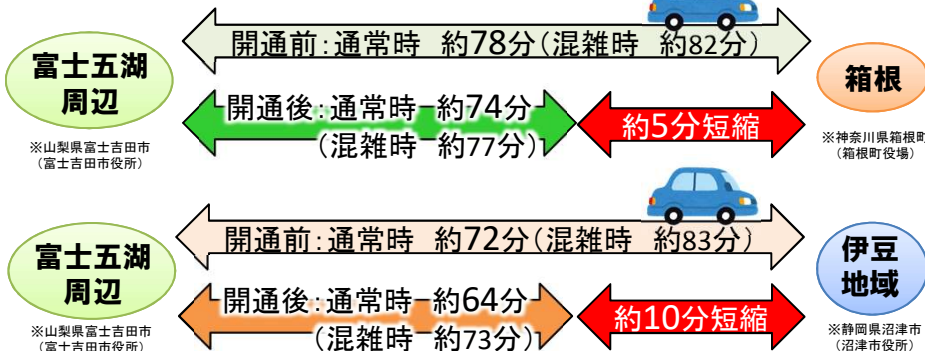 開通前:通常時 約78分(混雑時 約82分)
富士五湖
周辺
箱根
開通後:通常時 約74分
(混雑時 約77分)
約5分短縮
※山梨県富士吉田市
(富士吉田市役所)
※神奈川県箱根町
(箱根町役場)
開通前:通常時 約72分(混雑時 約83分)
富士五湖
周辺
伊豆
地域
開通後:通常時 約64分
(混雑時 約73分)
約10分短縮
※山梨県富士吉田市
(富士吉田市役所)
※静岡県沼津市
(沼津市役所)